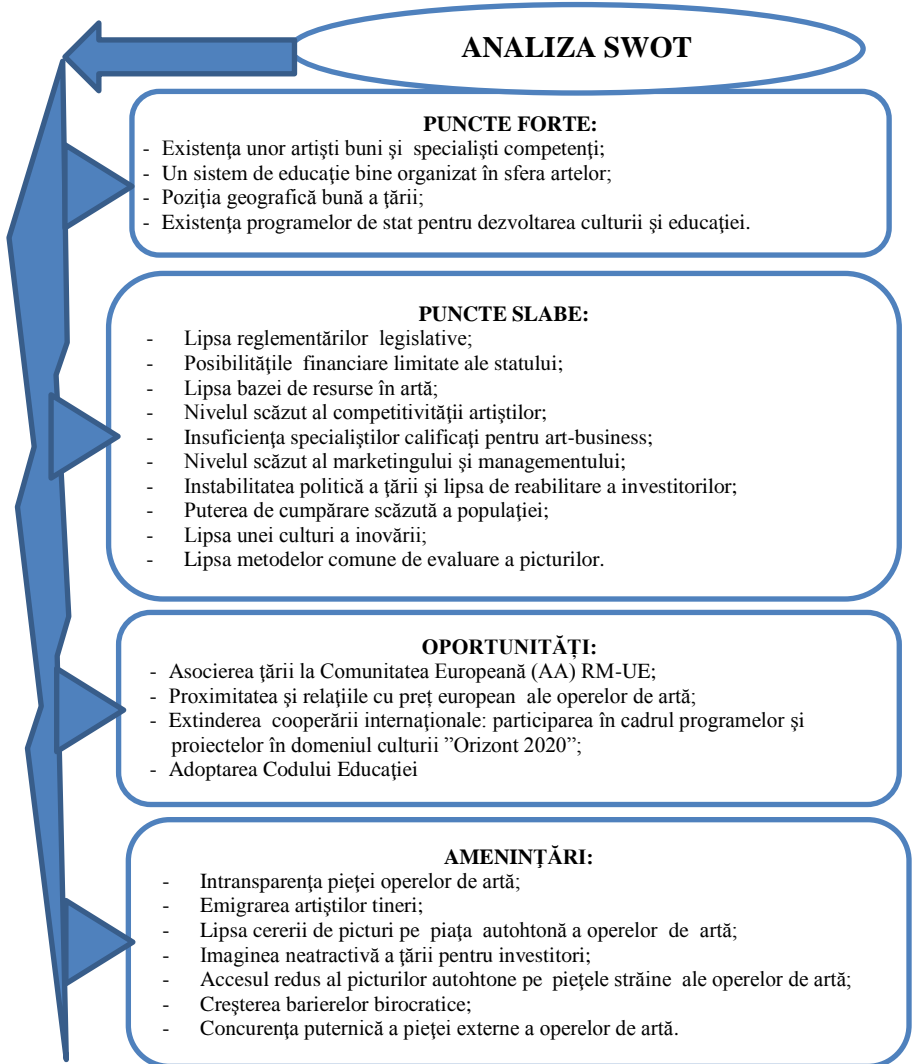 ANALIZA SWOT
PUNCTE FORTE:
- Existenţa unor artişti buni şi specialişti competenţi;
- Un sistem de educaţie bine organizat în sfera artelor;
- Poziţia geografică bună a ţării;
- Existenţa programelor de stat pentru dezvoltarea culturii şi educaţiei.
PUNCTE SLABE:
- Lipsa reglementărilor legislative;
- Posibilităţile financiare limitate ale statului;
- Lipsa bazei de resurse în artă;
- Nivelul scăzut al competitivităţii artiştilor;
- Insuficienţa specialiştilor calificaţi pentru art-business;
- Nivelul scăzut al marketingului şi managementului;
- Instabilitatea politică a ţării şi lipsa de reabilitare a investitorilor;
- Puterea de cumpărare scăzută a populaţiei;
- Lipsa unei culturi a inovării;
- Lipsa metodelor comune de evaluare a picturilor.
OPORTUNITĂȚI:
- Asocierea ţării la Comunitatea Europeană (AA) RM-UE;
- Proximitatea şi relaţiile cu preţ european ale operelor de artă;
- Extinderea cooperării internaţionale: participarea în cadrul programelor şi
proiectelor în domeniul culturii ”Orizont 2020”;
- Adoptarea Codului Educaţiei
AMENINŢĂRI:
- Intransparenţa pieţei operelor de artă;
- Emigrarea artiştilor tineri;
- Lipsa cererii de picturi pe piaţa autohtonă a operelor de artă;
- Imaginea neatractivă a ţării pentru investitori;
- Accesul redus al picturilor autohtone pe pieţele străine ale operelor de artă;
- Creşterea barierelor birocratice;
- Concurenţa puternică a pieţei externe a operelor de artă.